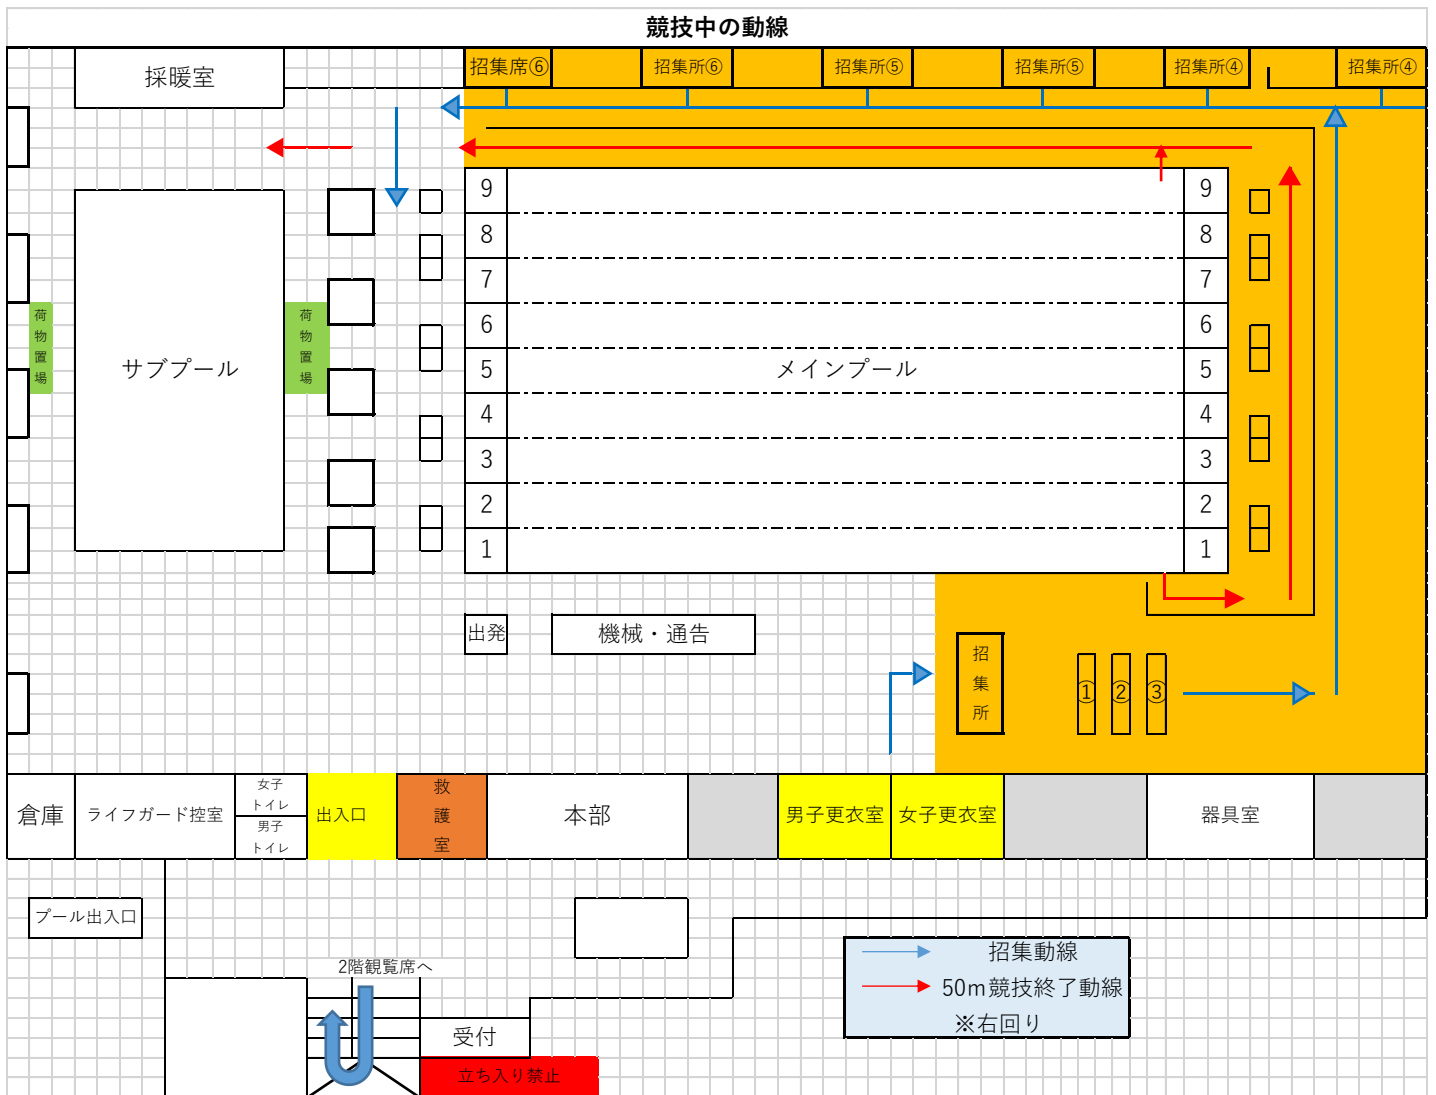 競技中の動線
採暖室
招集席⑥
招集所⑥
招集所⑤
招集所⑤
招集所④
招集所④
9
8
7
6
5
4
3
2
1
メインプール
9
8
7
6
5
4
3
2
1
荷物置場
サブプール
荷物置場
出発
機械・通告
招集所
①
②
③
倉庫
ライフガード控室
女子
トイレ
男子
トイレ
出入口
救護室
本部
男子更衣室
女子更衣室
器具室
プール出入口
2階観覧席へ
受付
立ち入り禁止
招集動線
50m競技終了動線
※右回り